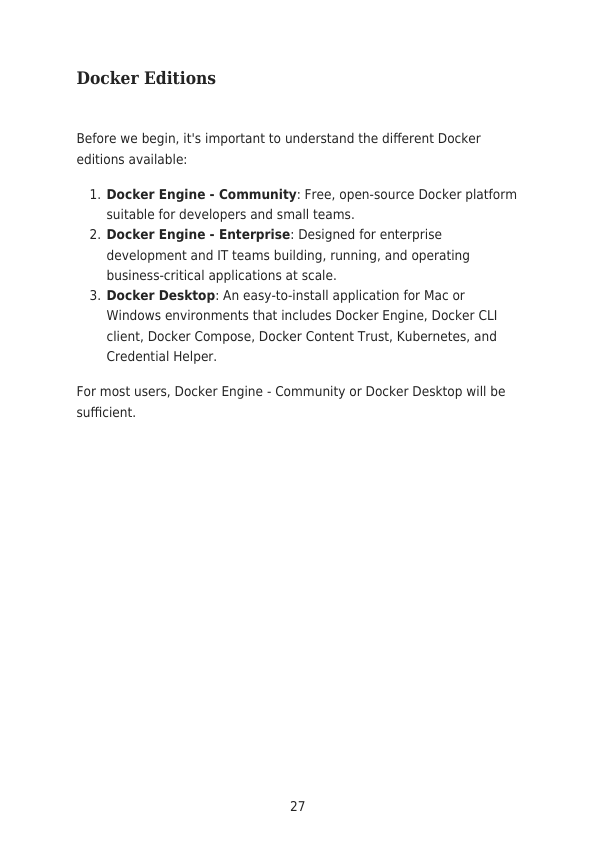 Docker Editions
Before we begin, it's important to understand the different Docker
editions available:
1. Docker Engine - Community: Free, open-source Docker platform
suitable for developers and small teams.
2. Docker Engine - Enterprise: Designed for enterprise
development and IT teams building, running, and operating
business-critical applications at scale.
3. Docker Desktop: An easy-to-install application for Mac or
Windows environments that includes Docker Engine, Docker CLI
client, Docker Compose, Docker Content Trust, Kubernetes, and
Credential Helper.
For most users, Docker Engine - Community or Docker Desktop will be
sufficient.
27